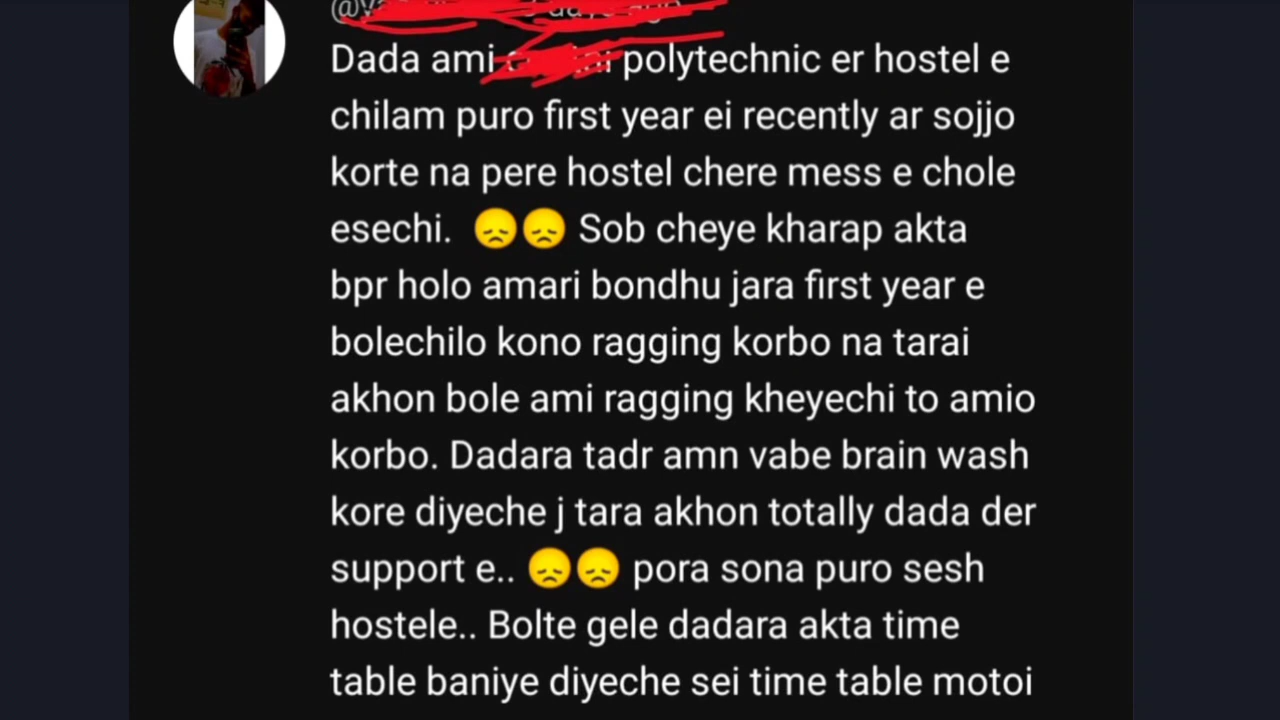 Dada ami polytechnic er hostel e
chilam puro first year ei recently ar sojjo
korte na pere hostel chere mess e chole
esechi. 😞😞 Sob cheye kharap akta
bpr holo amari bondhu jara first year e
bolechilo kono ragging korbo na tarai
akhon bole ami ragging kheyechi to amio
korbo. Dadara tadr amn vabe brain wash
kore diyeche j tara akhon totally dada der
support e.. 😞😞 pora sona puro sesh
hostele.. Bolte gele dadara akta time
table baniye diyeche sei time table motoi